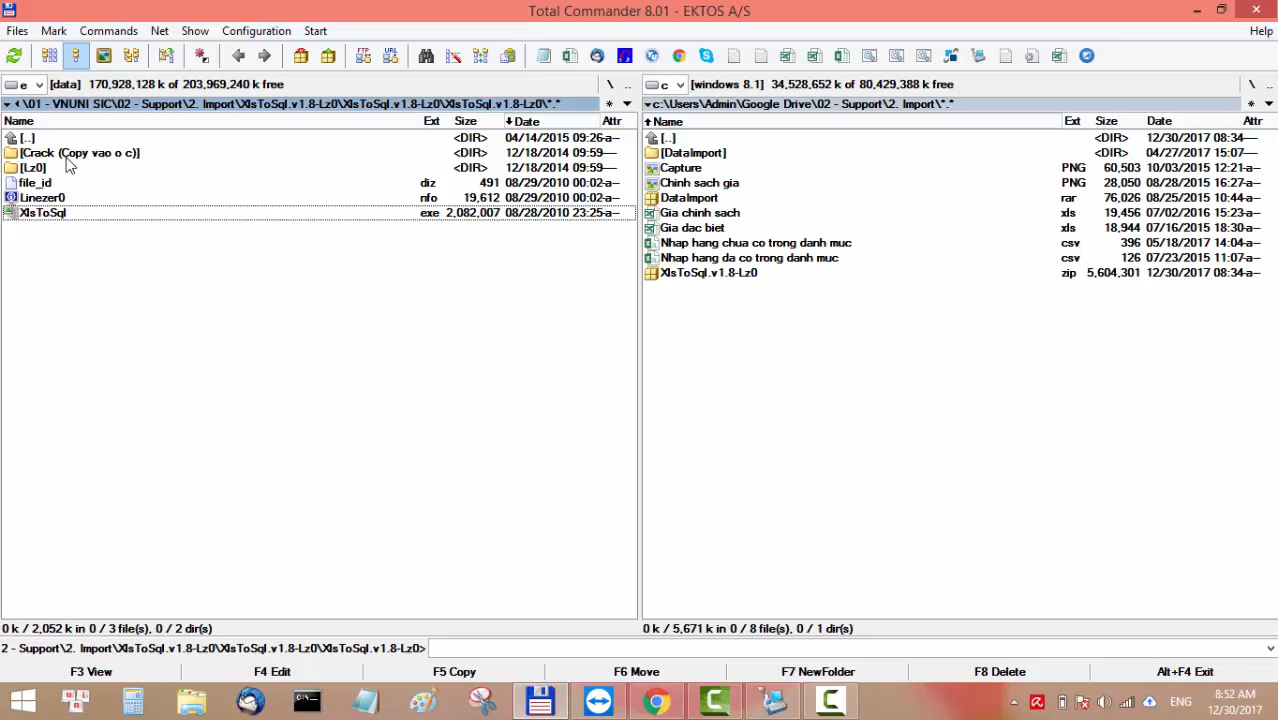 Total Commander 8.01 - EKTOS A/S
Files Mark Commands Net Show Configuration Start Help
FTP URL
e [data] 170,928,128 k of 203,969,240 k free \ ..
c [windows 8.1] 34,528,652 k of 80,429,388 k free \ ..
\01 - VNUNI SIC\02 - Support\2. Import\XlsToSql.v1.8-Lz0\XlsToSql.v1.8-Lz0\XlsToSql.v1.8-Lz0\*.* *
c:\Users\Admin\Google Drive\02 - Support\2. Import\*.* *
Name Ext Size Date Attr
[..] <DIR> 04/14/2015 09:26 -a--
[Crack (Copy vao o c)] <DIR> 12/18/2014 09:59 ----
[Lz0] <DIR> 12/18/2014 09:59 ----
file_id diz 491 08/29/2010 00:02 -a--
Linezer0 nfo 19,612 08/29/2010 00:02 -a--
XlsToSql exe 2,082,007 08/28/2010 23:25 -a--
Name Ext Size Date Attr
[..] <DIR> 12/30/2017 08:34 ----
[DataImport] <DIR> 04/27/2017 15:07 ----
Capture PNG 60,503 10/03/2015 12:21 -a--
Chinh sach gia PNG 28,050 08/28/2015 16:27 -a--
DataImport rar 76,026 08/25/2015 10:44 -a--
Gia chinh sach xls 19,456 07/02/2016 15:23 -a--
Gia dac biet xls 18,944 07/16/2015 18:30 -a--
Nhap hang chua co trong danh muc csv 396 05/18/2017 14:04 -a--
Nhap hang da co trong danh muc csv 126 07/23/2015 11:07 -a--
XlsToSql.v1.8-Lz0 zip 5,604,301 12/30/2017 08:34 -a--
0 k / 2,052 k in 0 / 3 file(s), 0 / 2 dir(s)
0 k / 5,671 k in 0 / 8 file(s), 0 / 1 dir(s)
2 - Support\2. Import\XlsToSql.v1.8-Lz0\XlsToSql.v1.8-Lz0\XlsToSql.v1.8-Lz0>
F3 View F4 Edit F5 Copy F6 Move F7 NewFolder F8 Delete Alt+F4 Exit
ENG
8:52 AM
12/30/2017